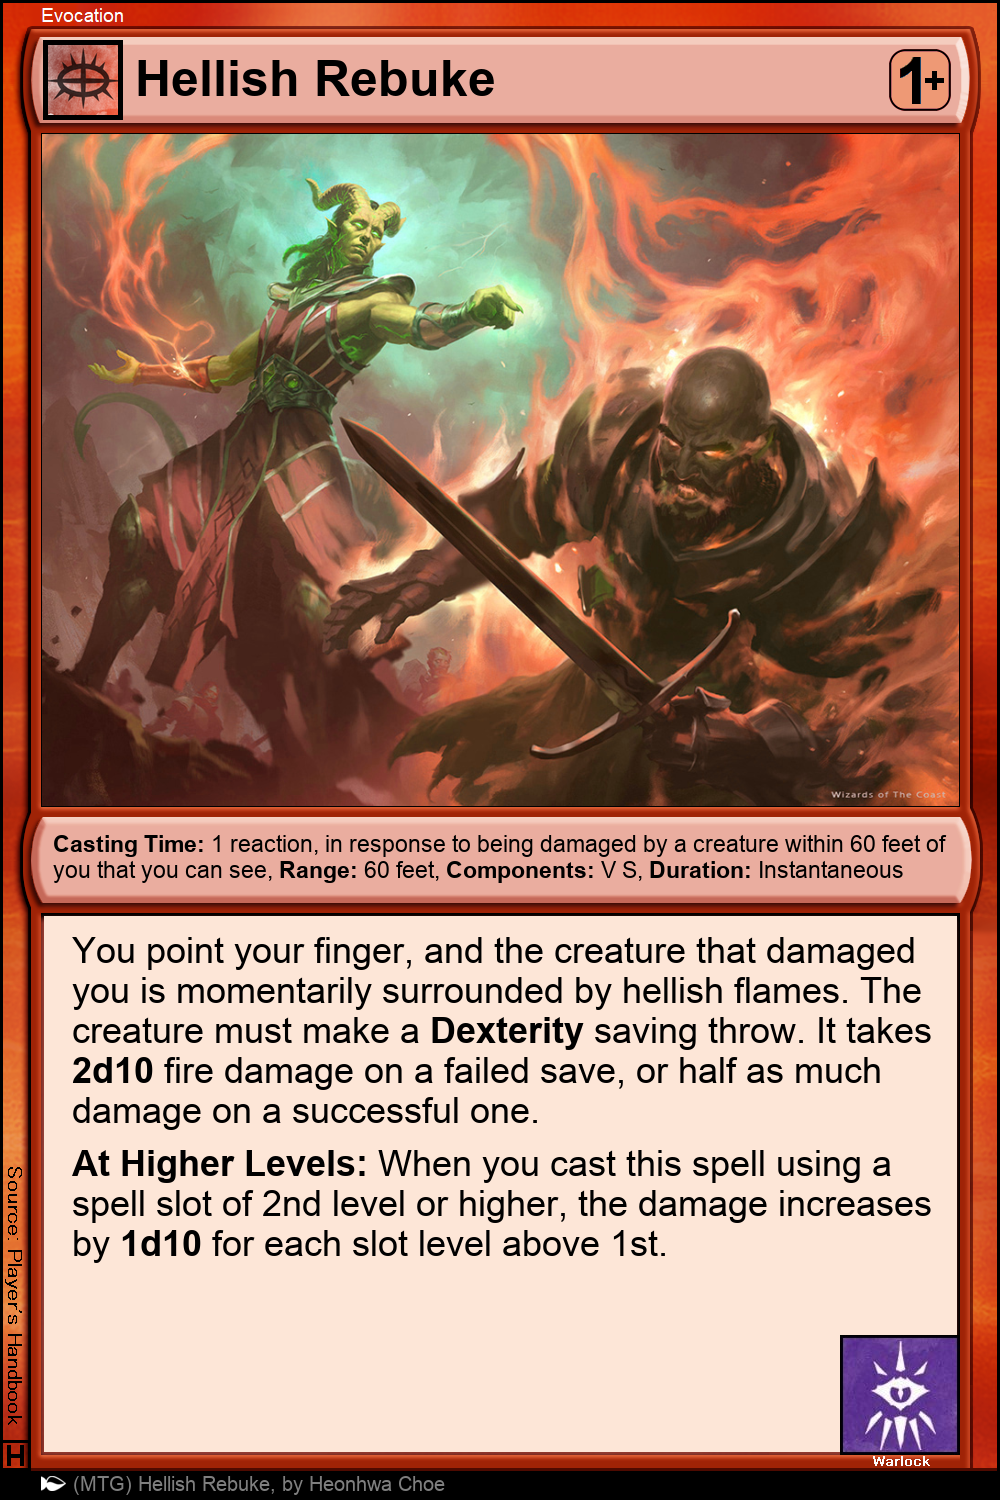 Evocation
Hellish Rebuke
1+
Wizards of The Coast
Casting Time: 1 reaction, in response to being damaged by a creature within 60 feet of
you that you can see, Range: 60 feet, Components: V S, Duration: Instantaneous
You point your finger, and the creature that damaged
you is momentarily surrounded by hellish flames. The
creature must make a Dexterity saving throw. It takes
2d10 fire damage on a failed save, or half as much
damage on a successful one.
At Higher Levels: When you cast this spell using a
spell slot of 2nd level or higher, the damage increases
by 1d10 for each slot level above 1st.
Source: Player's Handbook
H
Warlock
(MTG) Hellish Rebuke, by Heonhwa Choe